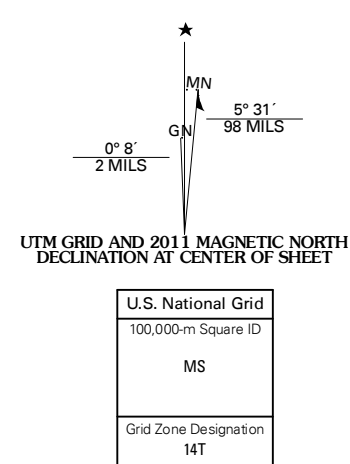 MN
5° 31´
98 MILS
GN
0° 8´
2 MILS
UTM GRID AND 2011 MAGNETIC NORTH
DECLINATION AT CENTER OF SHEET
U.S. National Grid
100,000-m Square ID
MS
Grid Zone Designation
14T